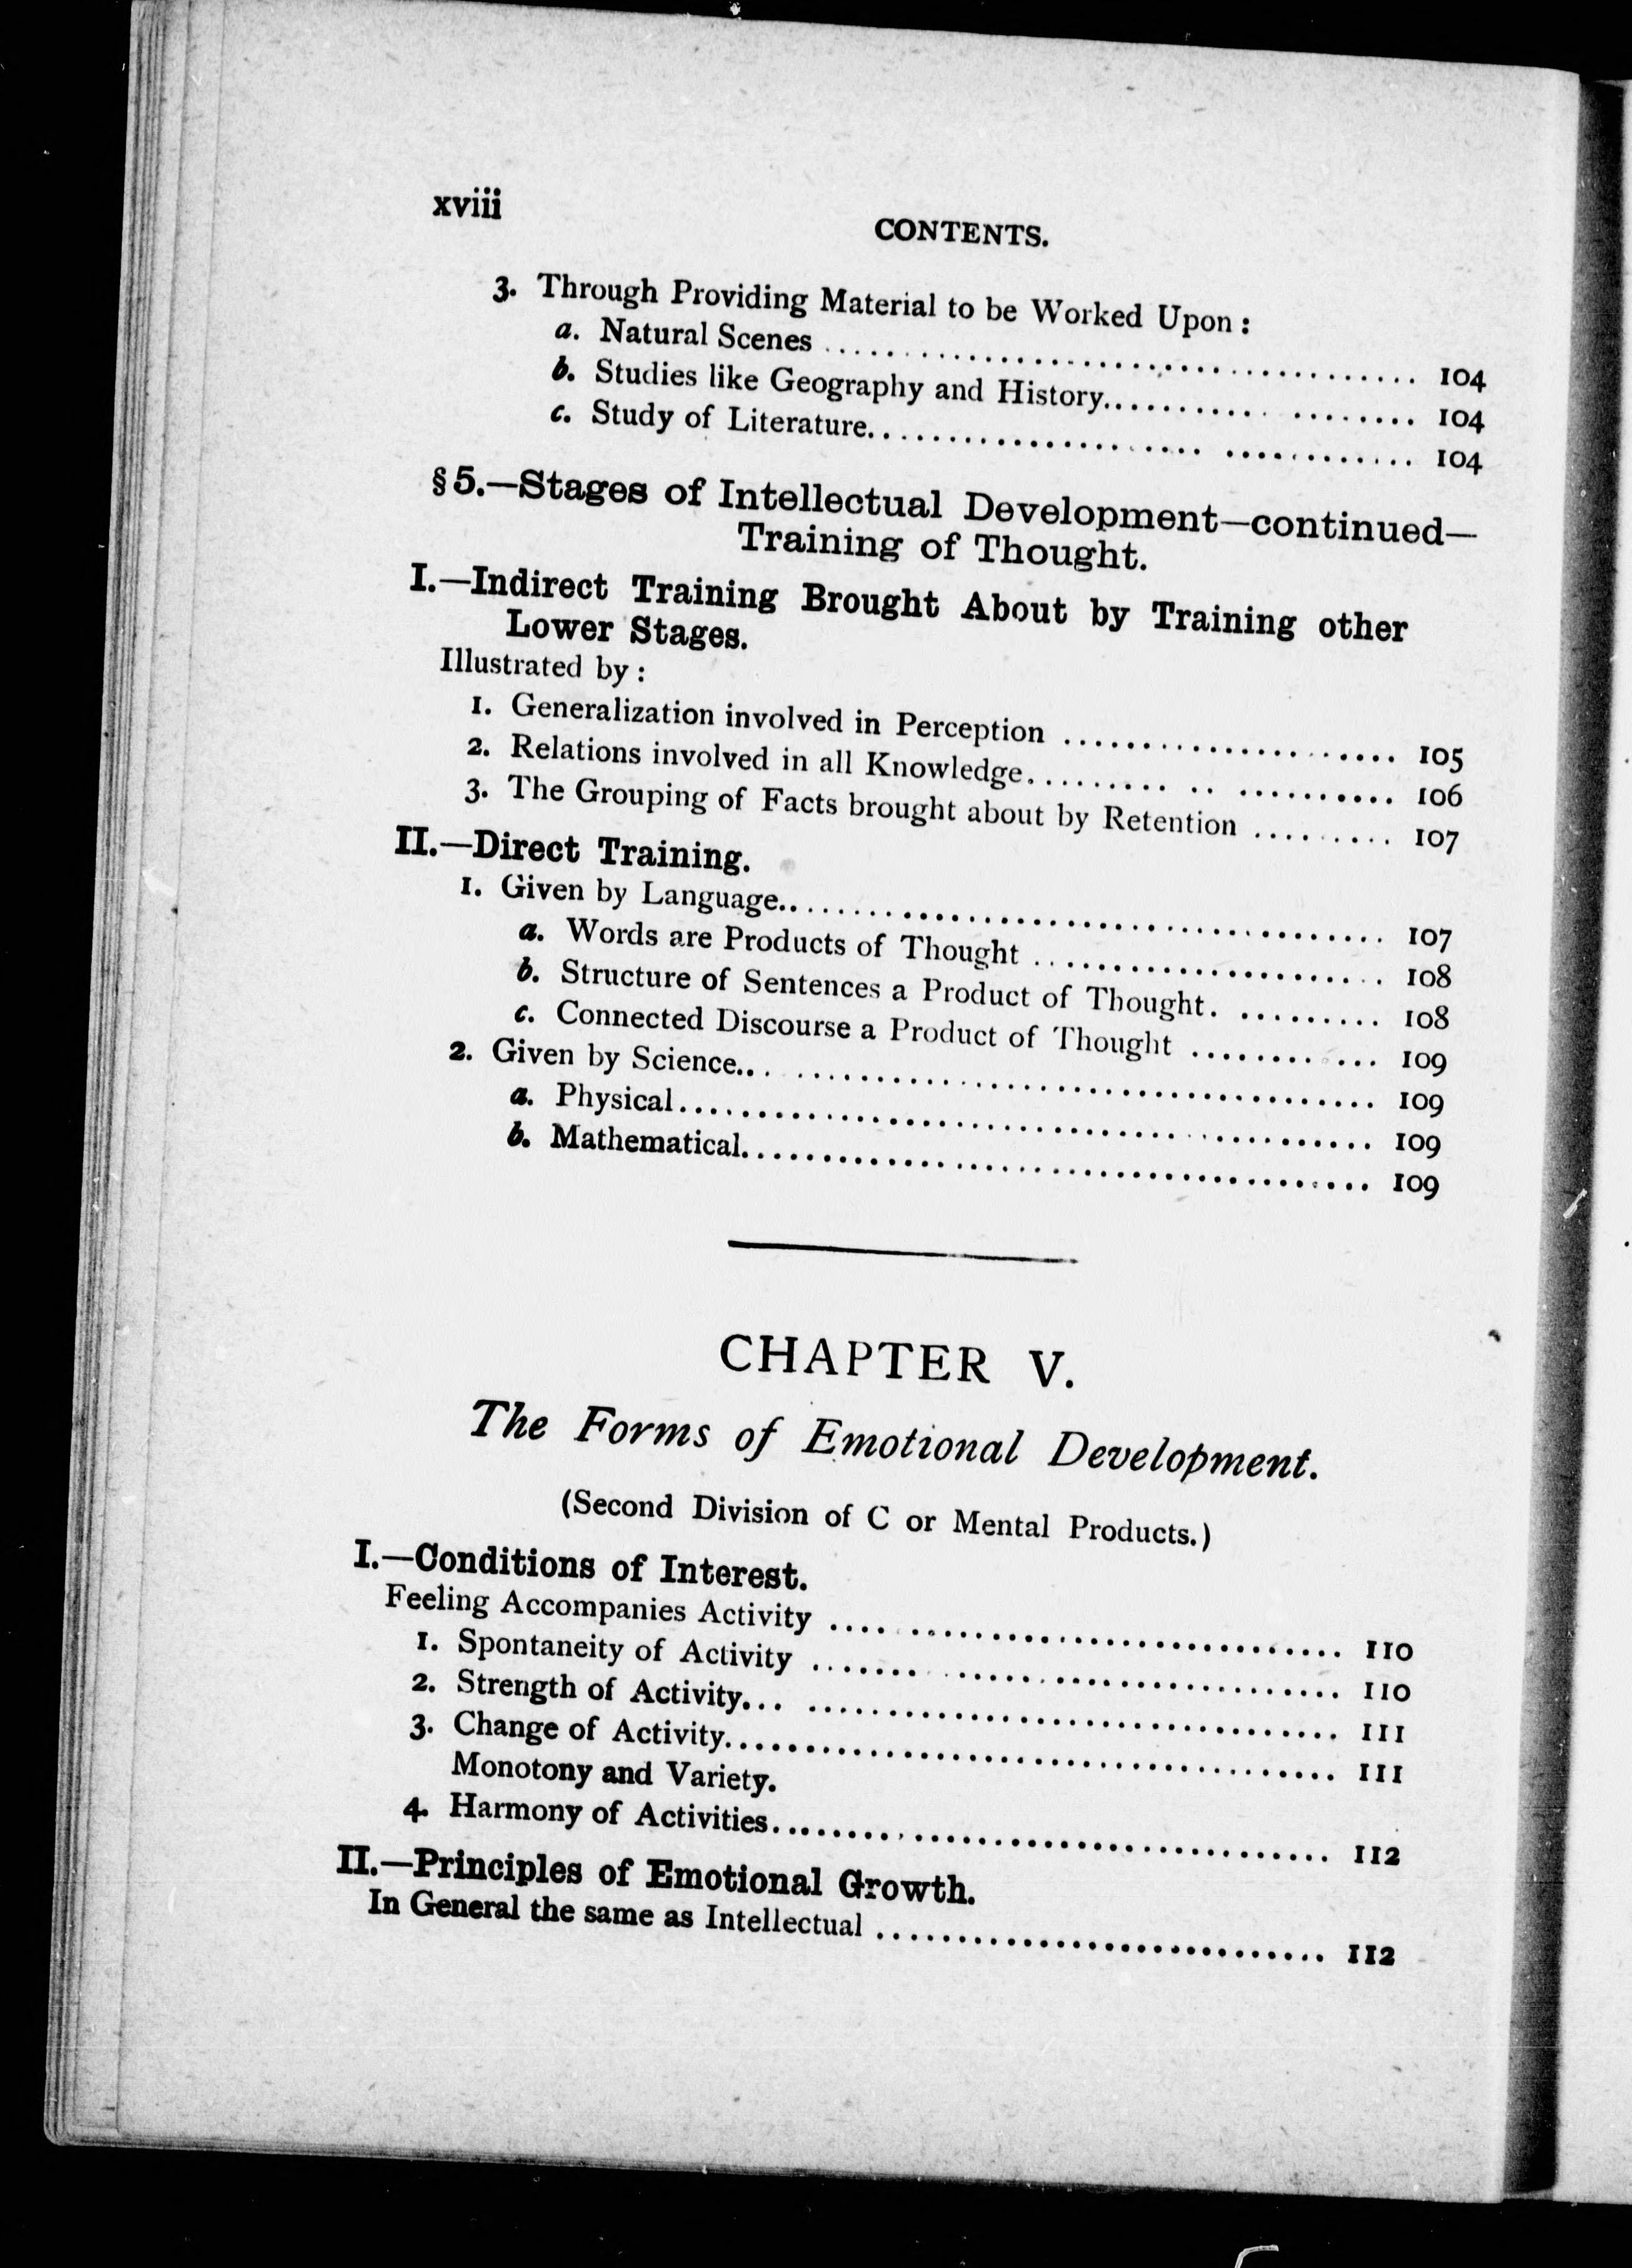 xviii
CONTENTS.
3. Through Providing Material to be Worked Upon:
a. Natural Scenes ........................................ 104
b. Studies like Geography and History.................... 104
c. Study of Literature.................................... 104
§ 5.—Stages of Intellectual Development—continued—
Training of Thought.
I.—Indirect Training Brought About by Training other
Lower Stages.
Illustrated by:
1. Generalization involved in Perception ...................... 105
2. Relations involved in all Knowledge...................... 106
3. The Grouping of Facts brought about by Retention ......... 107
II.—Direct Training.
1. Given by Language...................................... 107
a. Words are Products of Thought ...................... 108
b. Structure of Sentences a Product of Thought. ......... 108
c. Connected Discourse a Product of Thought ............ 109
2. Given by Science........................................ 109
a. Physical............................................ 109
b. Mathematical........................................ 109
CHAPTER V.
The Forms of Emotional Development.
(Second Division of C or Mental Products.)
I.—Conditions of Interest.
Feeling Accompanies Activity ................................ 110
1. Spontaneity of Activity .................................. 110
2. Strength of Activity... .................................. 111
3. Change of Activity........................................ 111
Monotony and Variety.
4. Harmony of Activities.................................... 112
II.—Principles of Emotional Growth.
In General the same as Intellectual ............................ 112